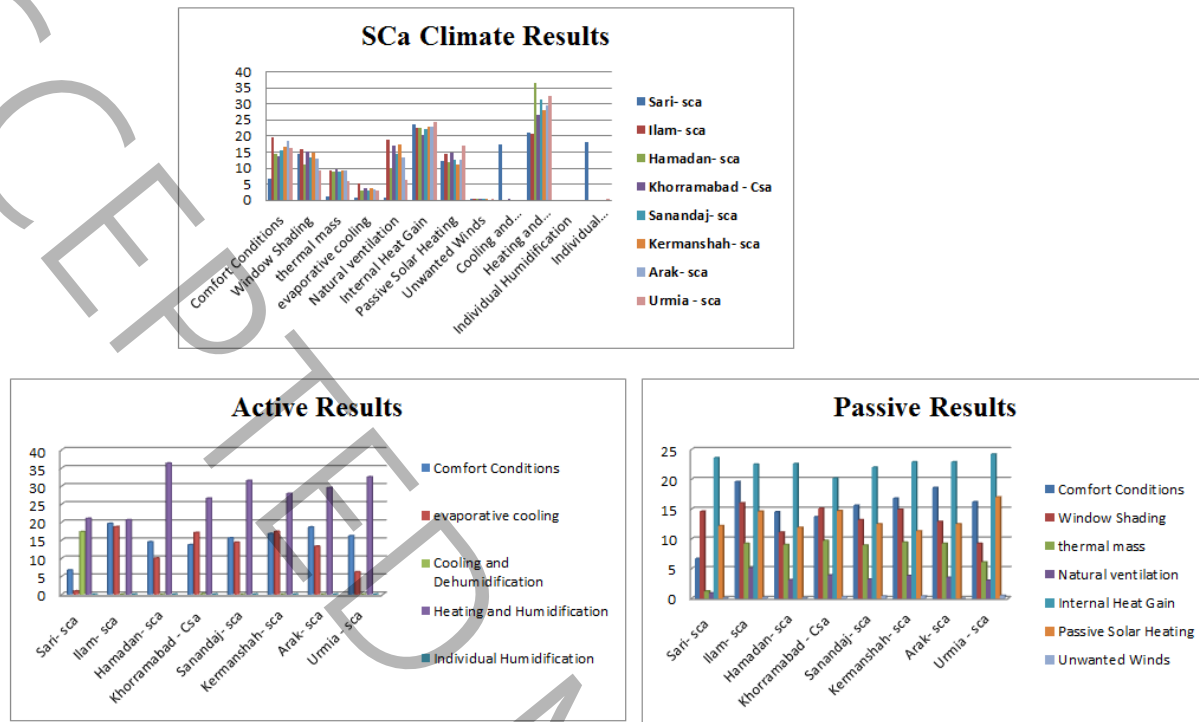 SCa Climate Results
40
35
30
25
20
15
10
5
0
Comfort Conditions
Window Shading
thermal mass
evaporative cooling
Natural ventilation
Internal Heat Gain
Passive Solar Heating
Unwanted Winds
Cooling and...
Heating and...
Individual Humidification
Individual...
Sari- sca
Ilam- sca
Hamadan- sca
Khorramabad - Csa
Sanandaj- sca
Kermanshah- sca
Arak- sca
Urmia - sca
Active Results
40
35
30
25
20
15
10
5
0
Sari- sca
Ilam- sca
Hamadan- sca
Khorramabad - Csa
Sanandaj- sca
Kermanshah- sca
Arak- sca
Urmia - sca
Comfort Conditions
evaporative cooling
Cooling and
Dehumidification
Heating and Humidification
Individual Humidification
Passive Results
25
20
15
10
5
0
Sari- sca
Ilam- sca
Hamadan- sca
Khorramabad - Csa
Sanandaj- sca
Kermanshah- sca
Arak- sca
Urmia - sca
Comfort Conditions
Window Shading
thermal mass
Natural ventilation
Internal Heat Gain
Passive Solar Heating
Unwanted Winds